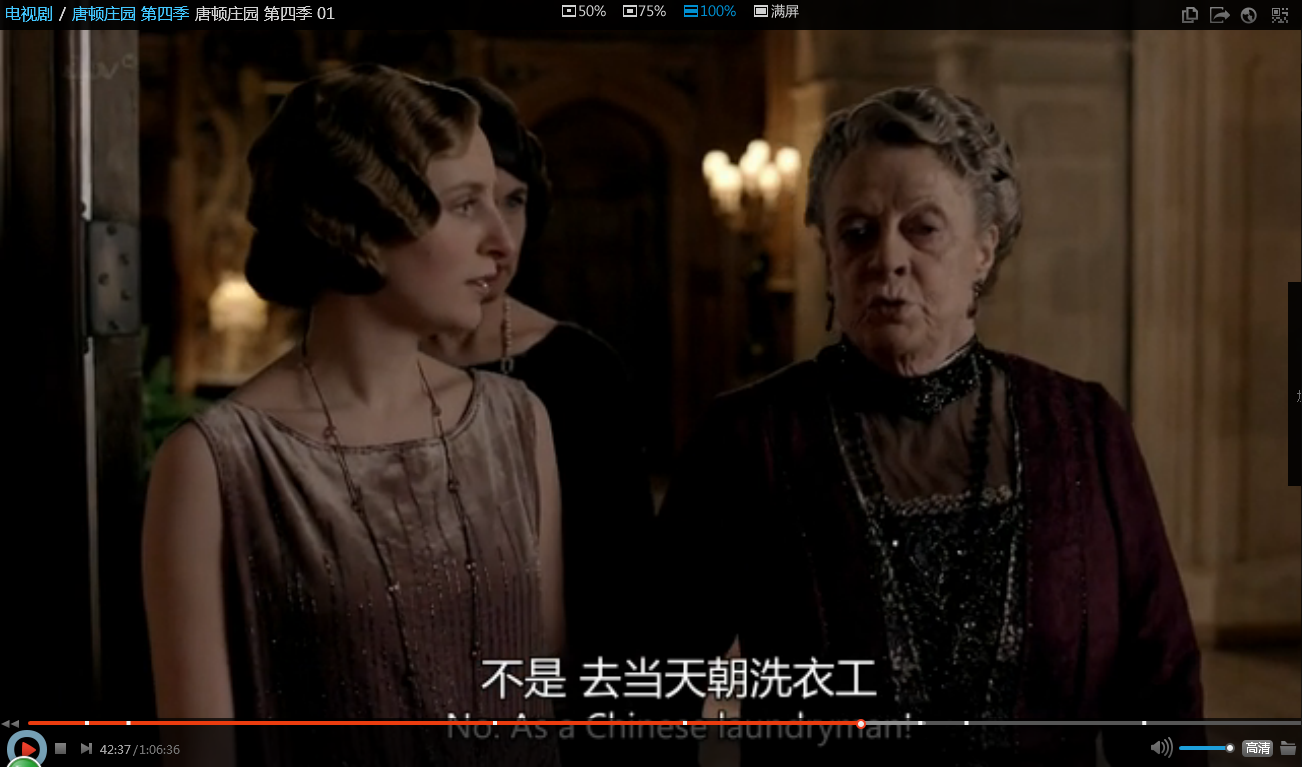 电视剧 / 唐顿庄园 第四季 唐顿庄园 第四季 01
50% 75% 100% 满屏
itv
不是 去当天朝洗衣工
No. As a Chinese laundryman!
42:37/1:06:36
高清